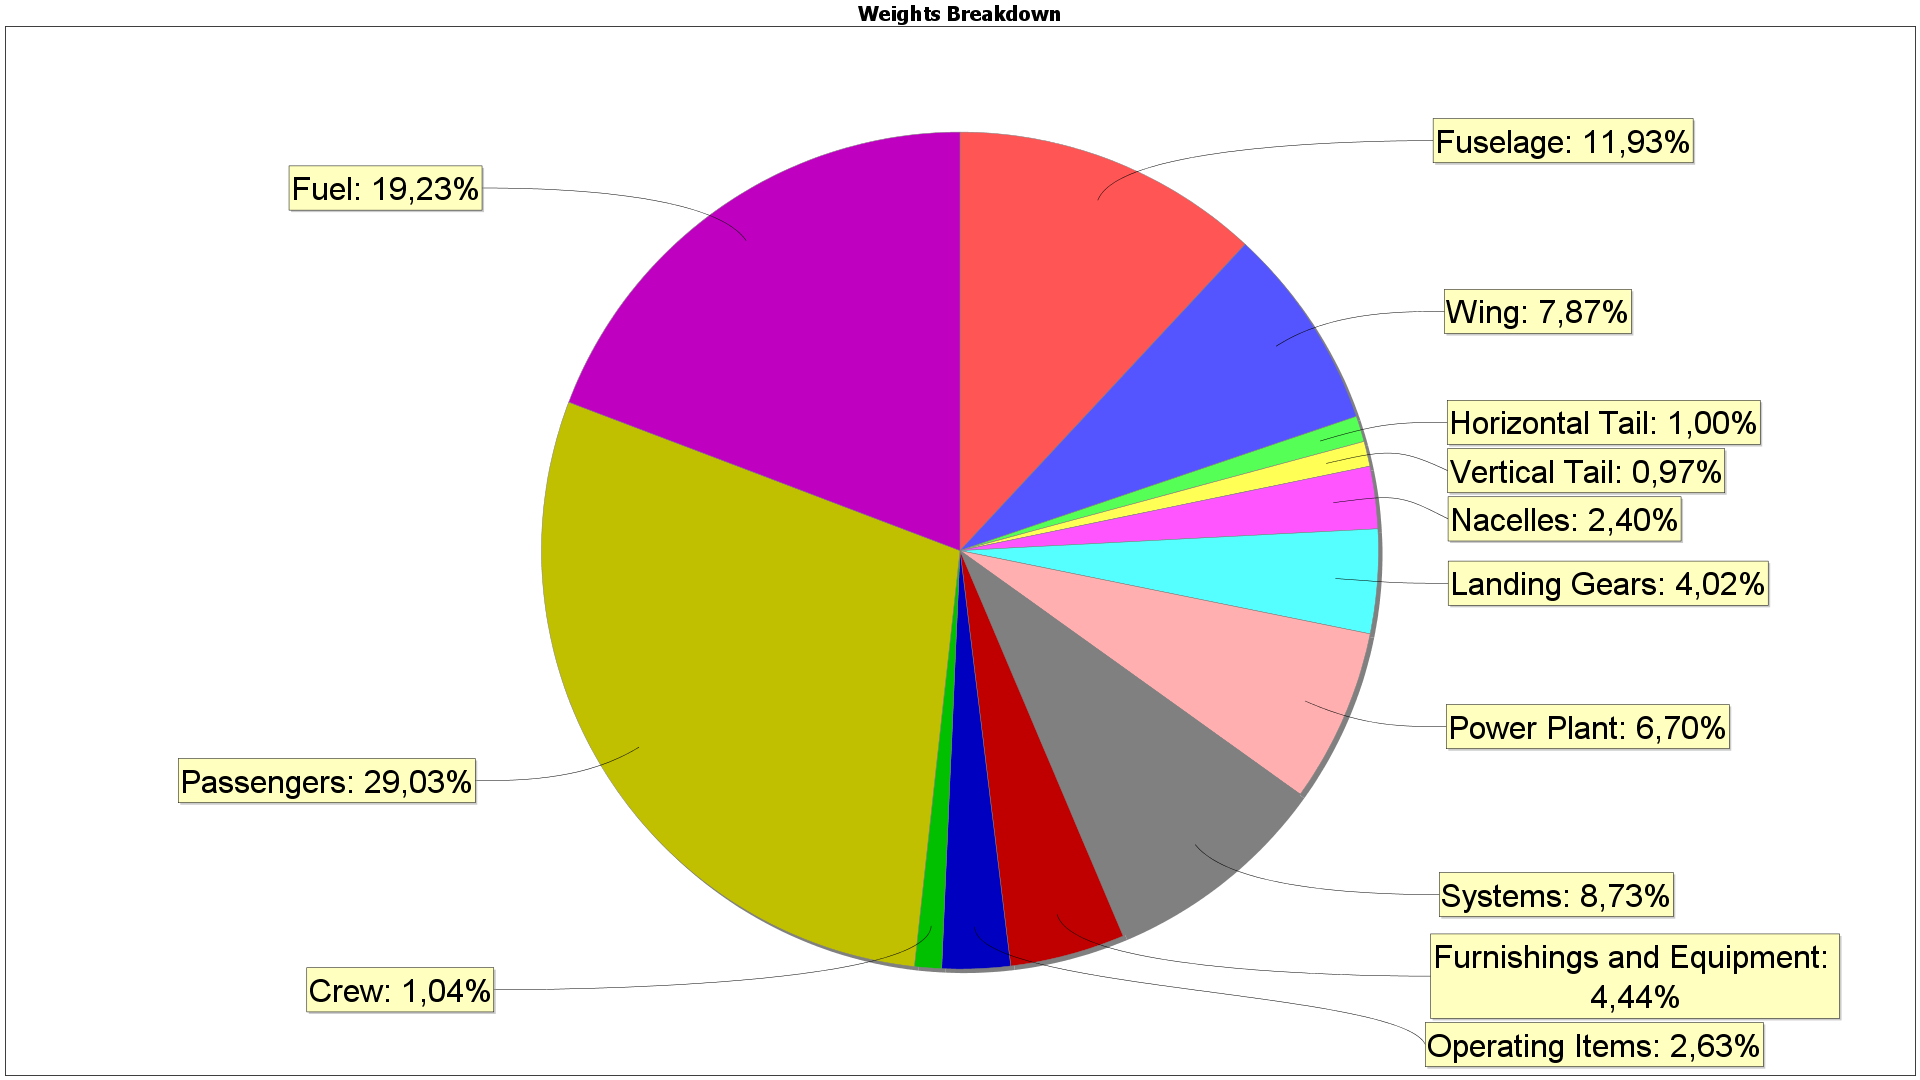 Weights Breakdown
Fuselage: 11,93%
Fuel: 19,23%
Wing: 7,87%
Horizontal Tail: 1,00%
Vertical Tail: 0,97%
Nacelles: 2,40%
Landing Gears: 4,02%
Power Plant: 6,70%
Passengers: 29,03%
Systems: 8,73%
Furnishings and Equipment:
4,44%
Crew: 1,04%
Operating Items: 2,63%